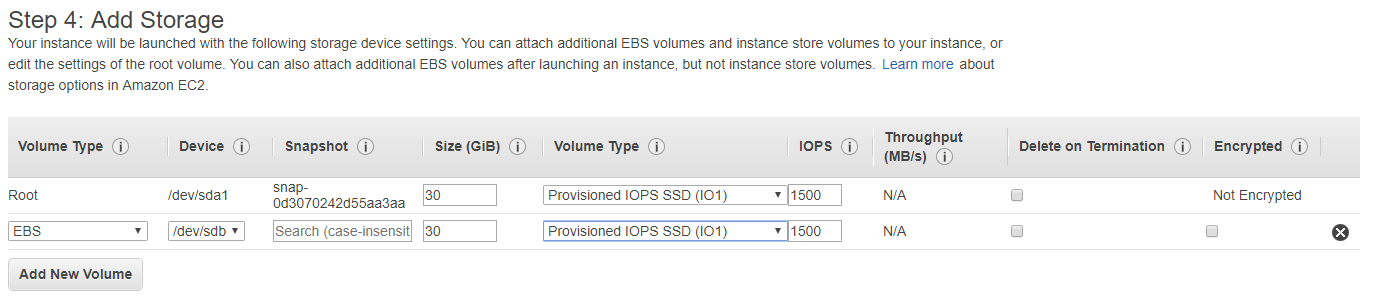 Step 4: Add Storage
Your instance will be launched with the following storage device settings. You can attach additional EBS volumes and instance store volumes to your instance, or
edit the settings of the root volume. You can also attach additional EBS volumes after launching an instance, but not instance store volumes. Learn more about
storage options in Amazon EC2.
Volume Type i Device i Snapshot i Size (GiB) i Volume Type i IOPS i Throughput (MB/s) i Delete on Termination i Encrypted i
Root /dev/sda1 snap-0d3070242d55aa3aa 30 Provisioned IOPS SSD (IO1) 1500 N/A Not Encrypted
EBS /dev/sdb Search (case-insensit 30 Provisioned IOPS SSD (IO1) 1500 N/A
Add New Volume